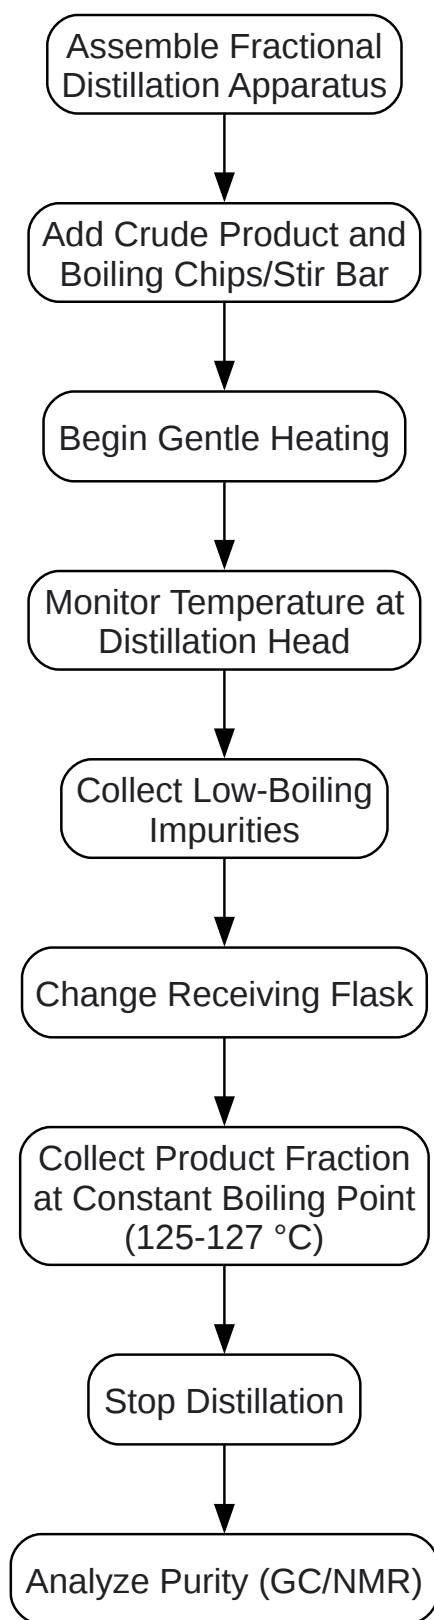 Assemble Fractional
Distillation Apparatus
Add Crude Product and
Boiling Chips/Stir Bar
Begin Gentle Heating
Monitor Temperature at
Distillation Head
Collect Low-Boiling
Impurities
Change Receiving Flask
Collect Product Fraction
at Constant Boiling Point
(125-127 °C)
Stop Distillation
Analyze Purity (GC/NMR)